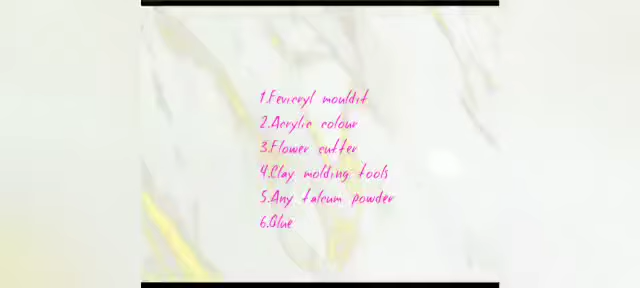 1.Fevicryl mouldit
2.Acrylic colour
3.Flower cutter
4.Clay molding tools
5.Any talcum powder
6.Glue